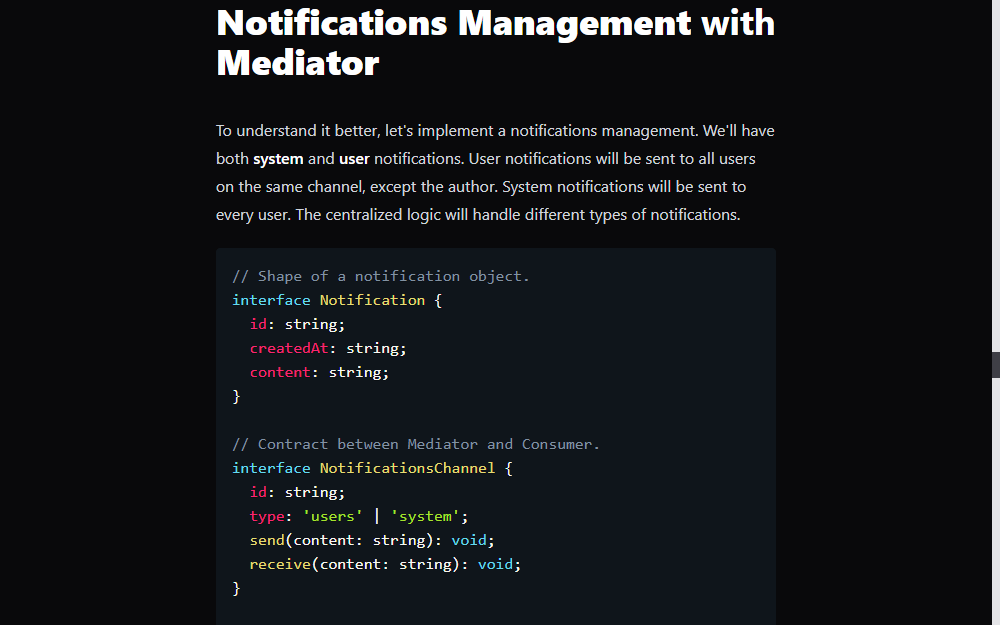 Notifications Management with
Mediator
To understand it better, let's implement a notifications management. We'll have
both system and user notifications. User notifications will be sent to all users
on the same channel, except the author. System notifications will be sent to
every user. The centralized logic will handle different types of notifications.
// Shape of a notification object.
interface Notification {
  id: string;
  createdAt: string;
  content: string;
}
// Contract between Mediator and Consumer.
interface NotificationsChannel {
  id: string;
  type: 'users' | 'system';
  send(content: string): void;
  receive(content: string): void;
}